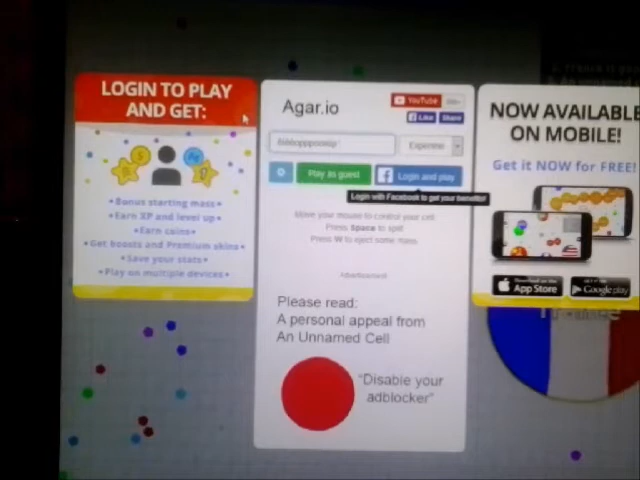 LOGIN TO PLAY
AND GET:
• Bonus starting mass •
• Earn XP and level up •
• Earn coins •
• Get boosts and Premium skins •
• Save your stats •
• Play on multiple devices •
Agar.io
YouTube
Like
Share
Play as guest
Login and play
Login with Facebook to get your benefits!
Move your mouse to control your cell
Press Space to split
Press W to eject some mass
Advertisement
Please read:
A personal appeal from
An Unnamed Cell
"Disable your
adblocker"
NOW AVAILABLE
ON MOBILE!
Get it NOW for FREE!
Download on the
App Store
Google play